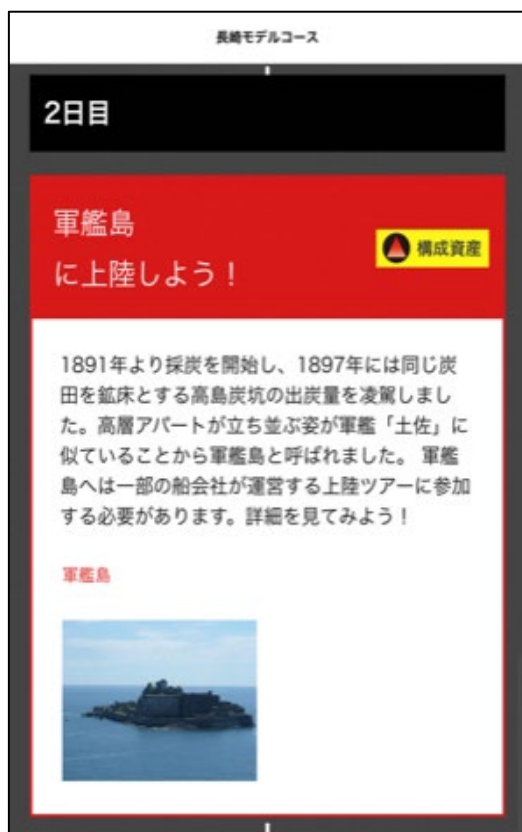 長崎モデルコース
2日目
軍艦島
に上陸しよう！
構成資産
1891年より採炭を開始し、1897年には同じ炭
田を鉱床とする高島炭坑の出炭量を凌駕しまし
た。高層アパートが立ち並ぶ姿が軍艦「土佐」に
似ていることから軍艦島と呼ばれました。 軍艦
島へは一部の船会社が運営する上陸ツアーに参加
する必要があります。詳細を見てみよう！
軍艦島